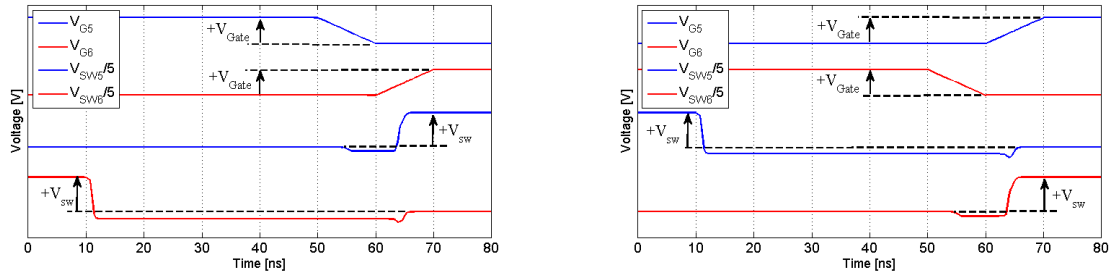 V_G5
V_G6
V_SW5/5
V_SW6/5
+V_Gate
+V_Gate
+V_sw
+V_sw
Voltage [V]
0 10 20 30 40 50 60 70 80
Time [ns]
V_G5
V_G6
V_SW5/5
V_SW6/5
+V_Gate
+V_Gate
+V_sw
+V_sw
Voltage [V]
0 10 20 30 40 50 60 70 80
Time [ns]